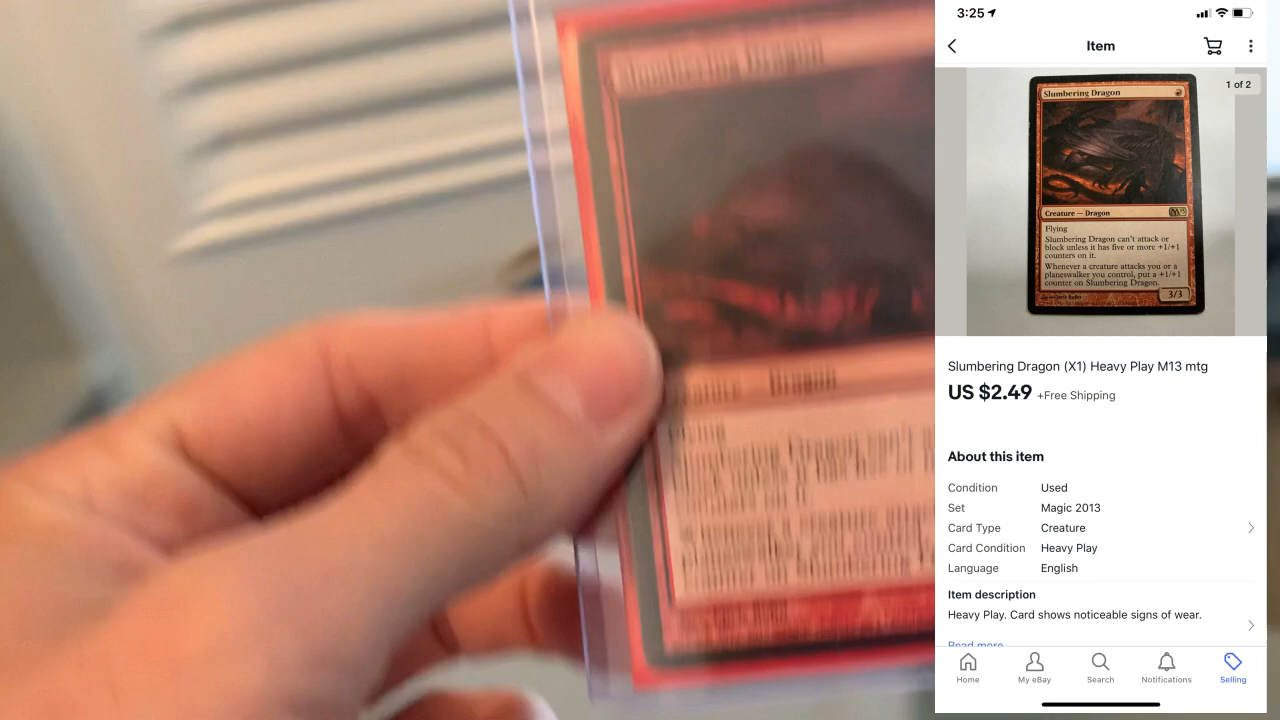 Dragon
Dragon
3:25
Item
1 of 2
Slumbering Dragon
Creature — Dragon
Flying
Slumbering Dragon can't attack or
block unless it has five or more +1/+1
counters on it.
Whenever a creature attacks you or a
planeswalker you control, put a +1/+1
counter on Slumbering Dragon.
3/3
Slumbering Dragon (X1) Heavy Play M13 mtg
US $2.49 +Free Shipping
About this item
Condition Used
Set Magic 2013
Card Type Creature
Card Condition Heavy Play
Language English
Item description
Heavy Play. Card shows noticeable signs of wear.
Read more
Home My eBay Search Notifications Selling